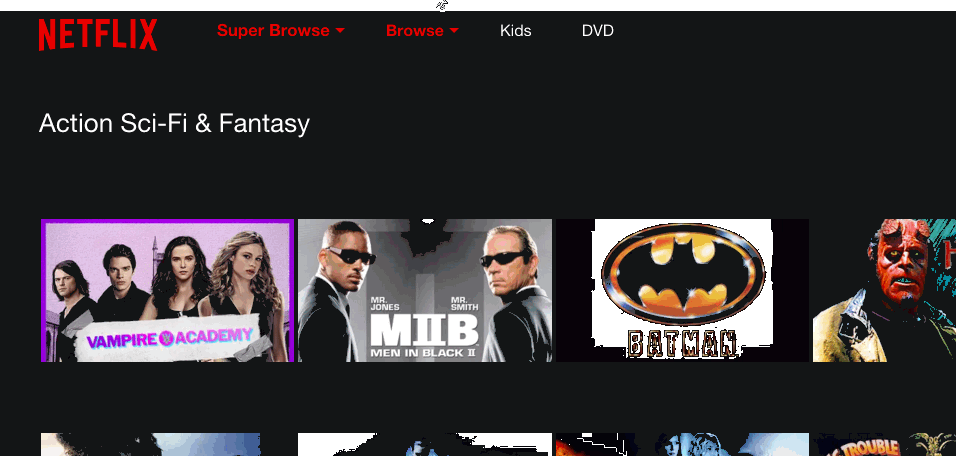 NETFLIX
Super Browse Browse Kids DVD
Action Sci-Fi & Fantasy
VAMPIRE ACADEMY
MR. JONES
MR. SMITH
MIIB
MEN IN BLACK II
BATMAN
H
TROUBLE